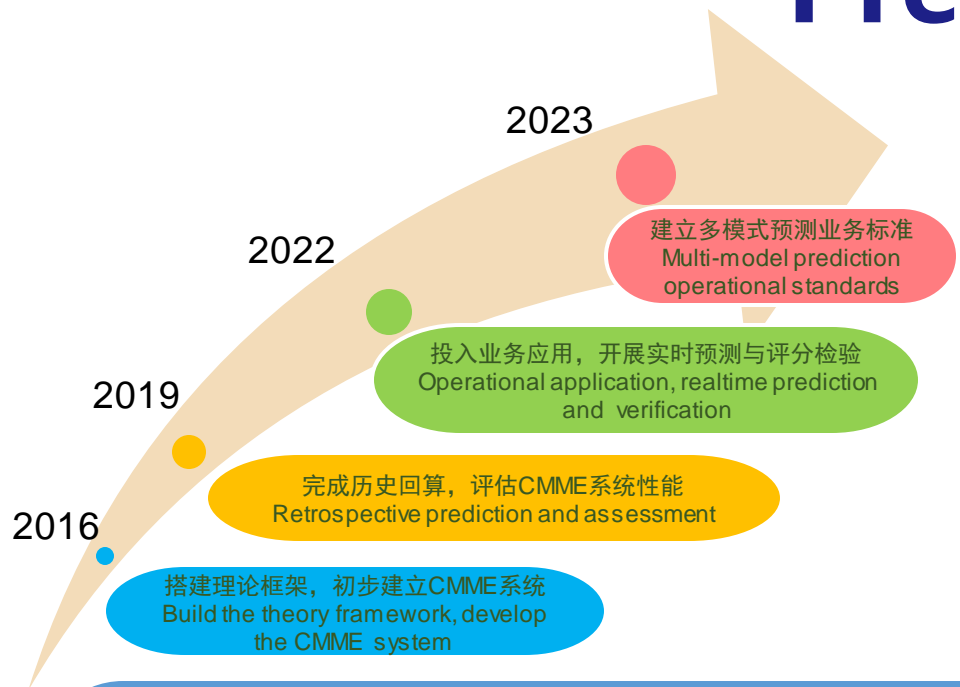 2023
建立多模式预测业务标准
Multi-model prediction
operational standards
2022
投入业务应用，开展实时预测与评分检验
Operational application, realtime prediction
and verification
2019
完成历史回算，评估CMME系统性能
Retrospective prediction and assessment
2016
搭建理论框架，初步建立CMME系统
Build the theory framework, develop
the CMME system